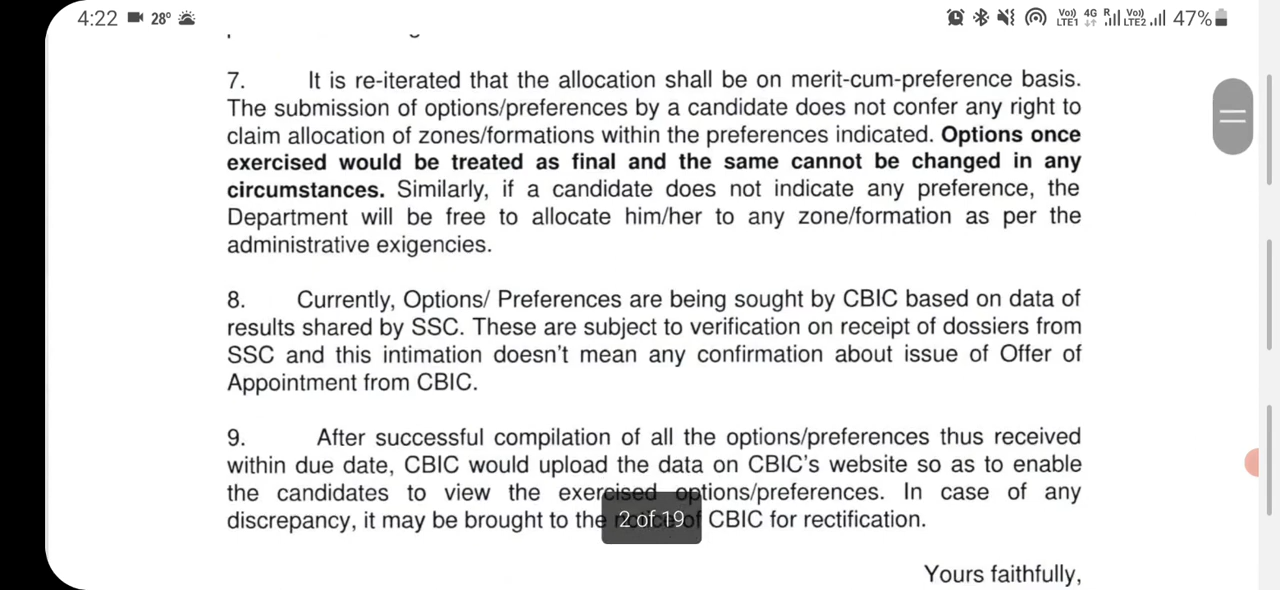 4:22 28° Vo)) LTE1 4G R Vo)) LTE2 47%
7. It is re-iterated that the allocation shall be on merit-cum-preference basis.
The submission of options/preferences by a candidate does not confer any right to
claim allocation of zones/formations within the preferences indicated. Options once
exercised would be treated as final and the same cannot be changed in any
circumstances. Similarly, if a candidate does not indicate any preference, the
Department will be free to allocate him/her to any zone/formation as per the
administrative exigencies.
8. Currently, Options/ Preferences are being sought by CBIC based on data of
results shared by SSC. These are subject to verification on receipt of dossiers from
SSC and this intimation doesn't mean any confirmation about issue of Offer of
Appointment from CBIC.
9. After successful compilation of all the options/preferences thus received
within due date, CBIC would upload the data on CBIC's website so as to enable
the candidates to view the exercised options/preferences. In case of any
discrepancy, it may be brought to the notice of CBIC for rectification.
2 of 19
Yours faithfully,